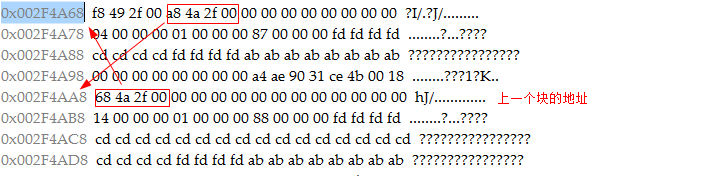 0x002F4A68 f8 49 2f 00 a8 4a 2f 00 00 00 00 00 00 00 00 00 ?I/.?J/.........
0x002F4A78 04 00 00 00 01 00 00 00 87 00 00 00 fd fd fd fd ........?...????
0x002F4A88 cd cd cd cd fd fd fd fd ab ab ab ab ab ab ab ab ????????????????
0x002F4A98 00 00 00 00 00 00 00 00 a4 ae 90 31 ce 4b 00 18 ........???1?K..
0x002F4AA8 68 4a 2f 00 00 00 00 00 00 00 00 00 00 00 00 00 hJ/............. 上一个块的地址
0x002F4AB8 14 00 00 00 01 00 00 00 88 00 00 00 fd fd fd fd ........?...????
0x002F4AC8 cd cd cd cd cd cd cd cd cd cd cd cd cd cd cd cd ????????????????
0x002F4AD8 cd cd cd cd fd fd fd fd ab ab ab ab ab ab ab ab ????????????????